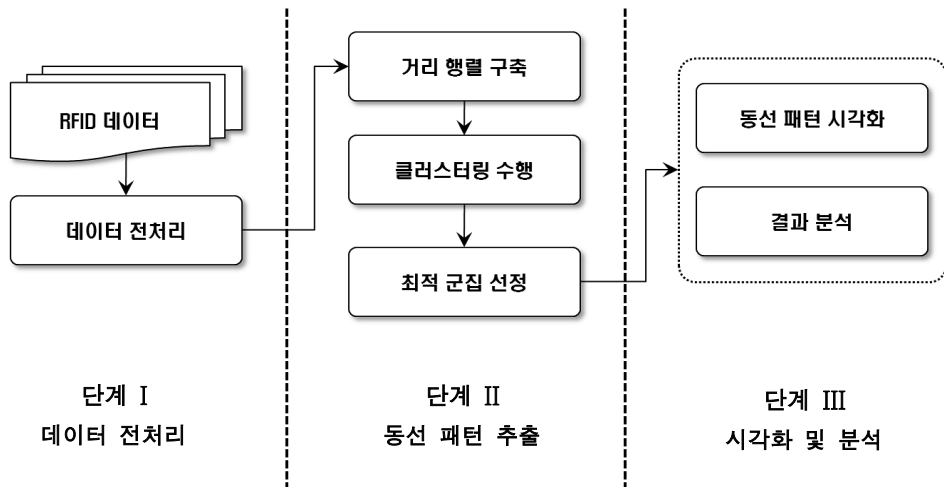 RFID 데이터
데이터 전처리
거리 행렬 구축
클러스터링 수행
최적 군집 선정
동선 패턴 시각화
결과 분석
단계 Ⅰ
데이터 전처리
단계 Ⅱ
동선 패턴 추출
단계 Ⅲ
시각화 및 분석